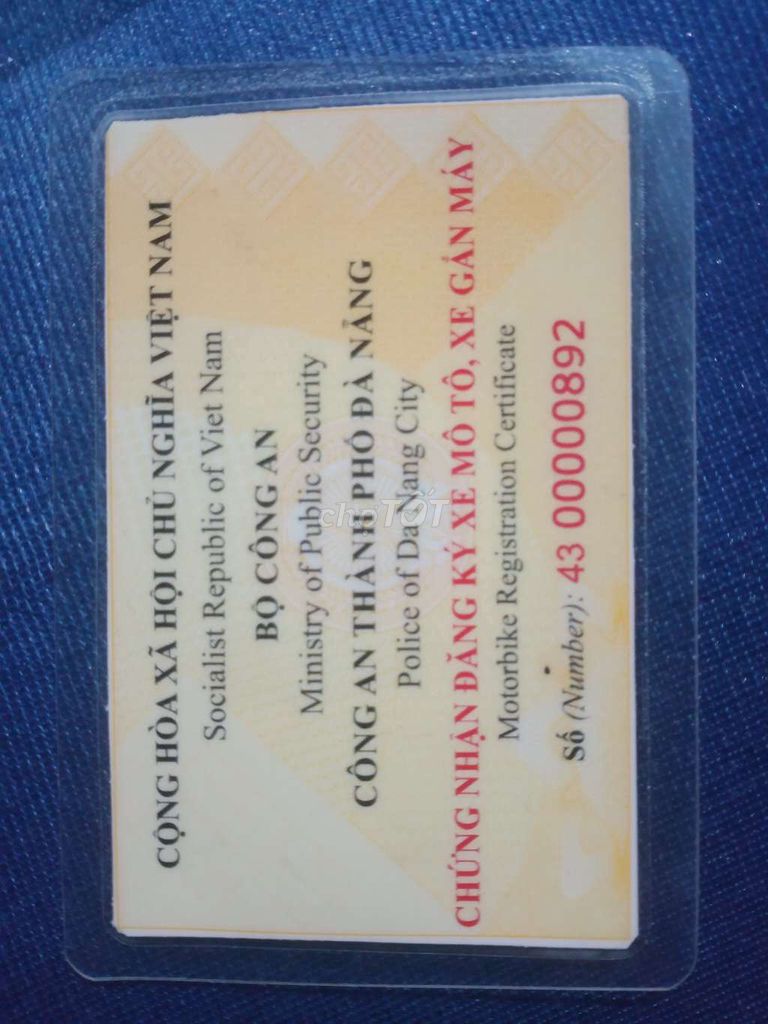 CỘNG HÒA XÃ HỘI CHỦ NGHĨA VIỆT NAM
Socialist Republic of Viet Nam
BỘ CÔNG AN
Ministry of Public Security
CÔNG AN THÀNH PHỐ ĐÀ NẴNG
Police of Da Nang City
chợTỐT
CHỨNG NHẬN ĐĂNG KÝ XE MÔ TÔ, XE GẮN MÁY
Motorbike Registration Certificate
Số (Number): 43 00000892